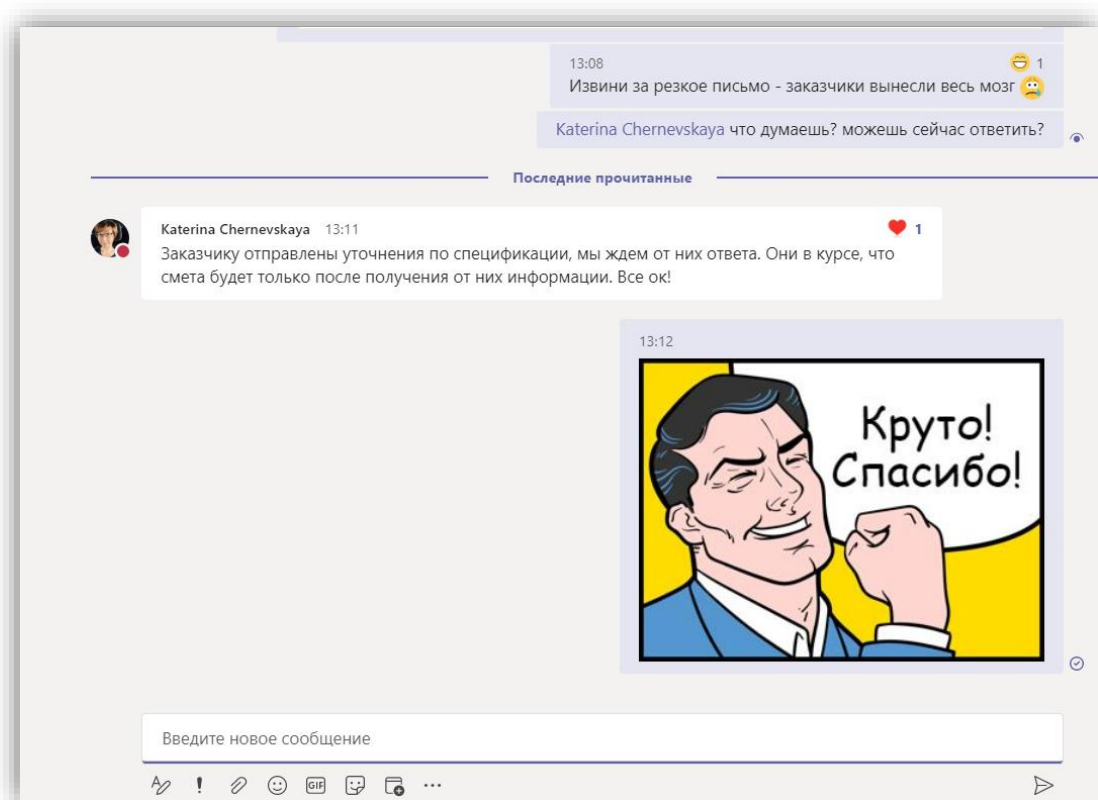 13:08
1
Извини за резкое письмо - заказчики вынесли весь мозг
Katerina Chernevskaya что думаешь? можешь сейчас ответить?
Последние прочитанные
Katerina Chernevskaya 13:11
1
Заказчику отправлены уточнения по спецификации, мы ждем от них ответа. Они в курсе, что
смета будет только после получения от них информации. Все ок!
13:12
Круто!
Спасибо!
Введите новое сообщение
GIF